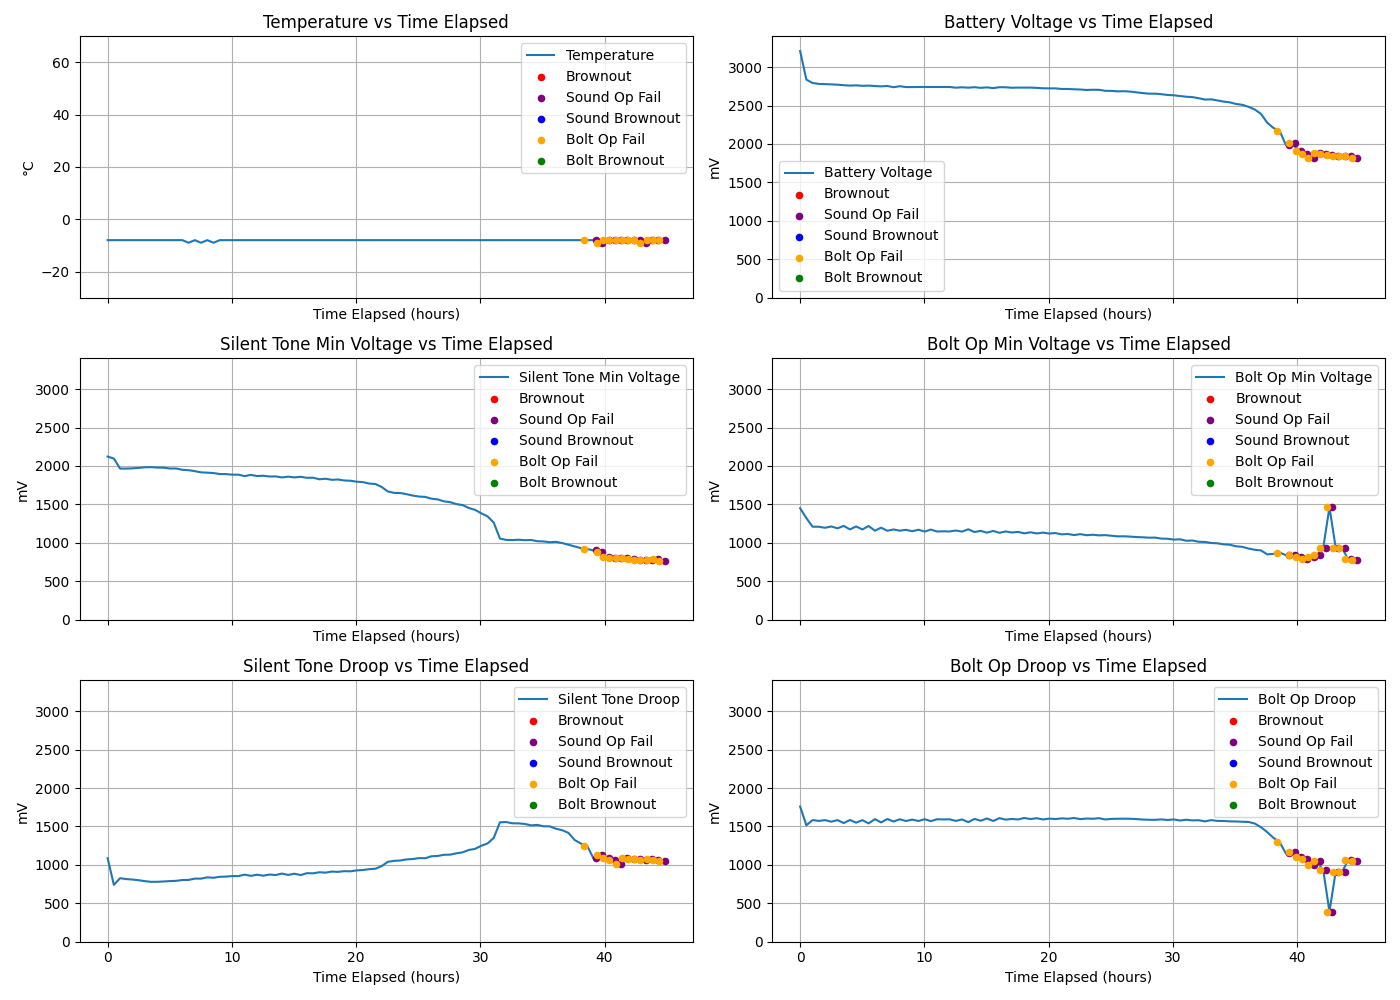 Temperature vs Time Elapsed
60
40
20
0
−20
°C
Temperature
Brownout
Sound Op Fail
Sound Brownout
Bolt Op Fail
Bolt Brownout
Time Elapsed (hours)
Battery Voltage vs Time Elapsed
3000
2500
2000
1500
1000
500
0
mV
Battery Voltage
Brownout
Sound Op Fail
Sound Brownout
Bolt Op Fail
Bolt Brownout
Time Elapsed (hours)
Silent Tone Min Voltage vs Time Elapsed
3000
2500
2000
1500
1000
500
0
mV
Silent Tone Min Voltage
Brownout
Sound Op Fail
Sound Brownout
Bolt Op Fail
Bolt Brownout
Time Elapsed (hours)
Bolt Op Min Voltage vs Time Elapsed
3000
2500
2000
1500
1000
500
0
mV
Bolt Op Min Voltage
Brownout
Sound Op Fail
Sound Brownout
Bolt Op Fail
Bolt Brownout
Time Elapsed (hours)
Silent Tone Droop vs Time Elapsed
3000
2500
2000
1500
1000
500
0
mV
Silent Tone Droop
Brownout
Sound Op Fail
Sound Brownout
Bolt Op Fail
Bolt Brownout
0 10 20 30 40
Time Elapsed (hours)
Bolt Op Droop vs Time Elapsed
3000
2500
2000
1500
1000
500
0
mV
Bolt Op Droop
Brownout
Sound Op Fail
Sound Brownout
Bolt Op Fail
Bolt Brownout
0 10 20 30 40
Time Elapsed (hours)